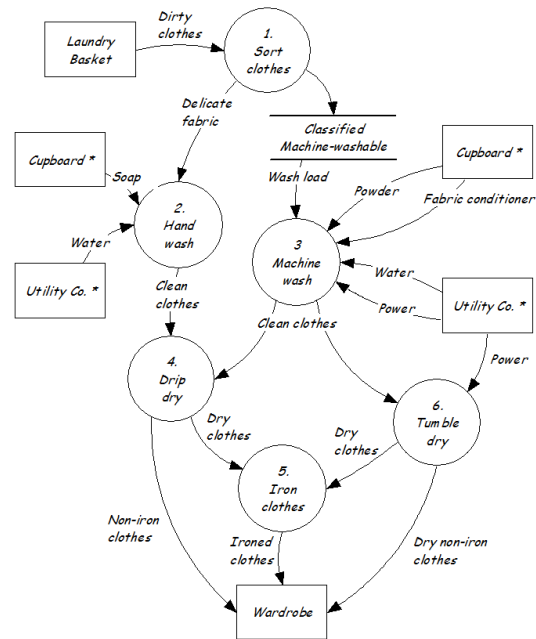 Dirty
clothes
Laundry
Basket
1.
Sort
clothes
Delicate
fabric
Classified
Machine-washable
Cupboard *
Soap
Wash load
Powder
Cupboard *
Fabric conditioner
2.
Hand
wash
Water
Utility Co. *
3
Machine
wash
Water
Power
Utility Co. *
Clean
clothes
Clean clothes
Power
4.
Drip
dry
6.
Tumble
dry
Dry
clothes
Dry
clothes
5.
Iron
clothes
Non-iron
clothes
Ironed
clothes
Dry non-iron
clothes
Wardrobe